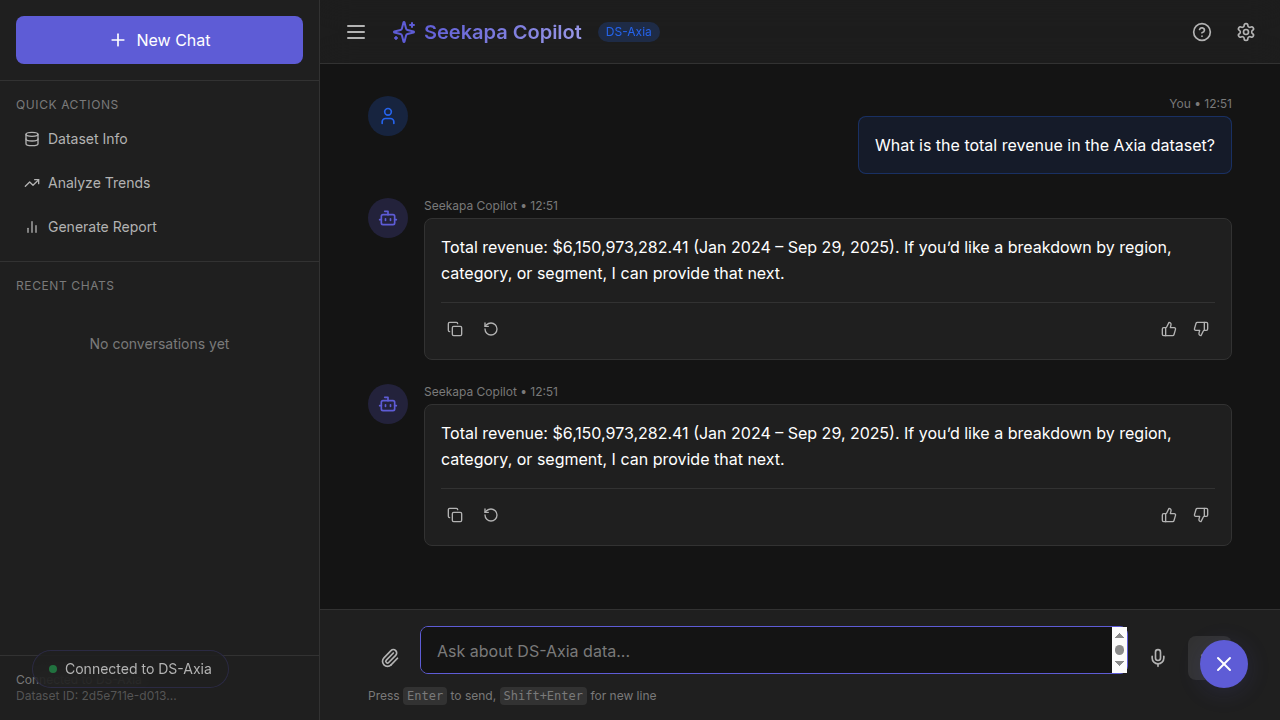 New Chat
QUICK ACTIONS
Dataset Info
Analyze Trends
Generate Report
RECENT CHATS
No conversations yet
Connected to DS-Axia
Dataset ID: 2d5e711e-d013...
Seekapa Copilot
DS-Axia
You • 12:51
What is the total revenue in the Axia dataset?
Seekapa Copilot • 12:51
Total revenue: $6,150,973,282.41 (Jan 2024 – Sep 29, 2025). If you’d like a breakdown by region,
category, or segment, I can provide that next.
Seekapa Copilot • 12:51
Total revenue: $6,150,973,282.41 (Jan 2024 – Sep 29, 2025). If you’d like a breakdown by region,
category, or segment, I can provide that next.
Ask about DS-Axia data...
Press Enter to send, Shift+Enter for new line